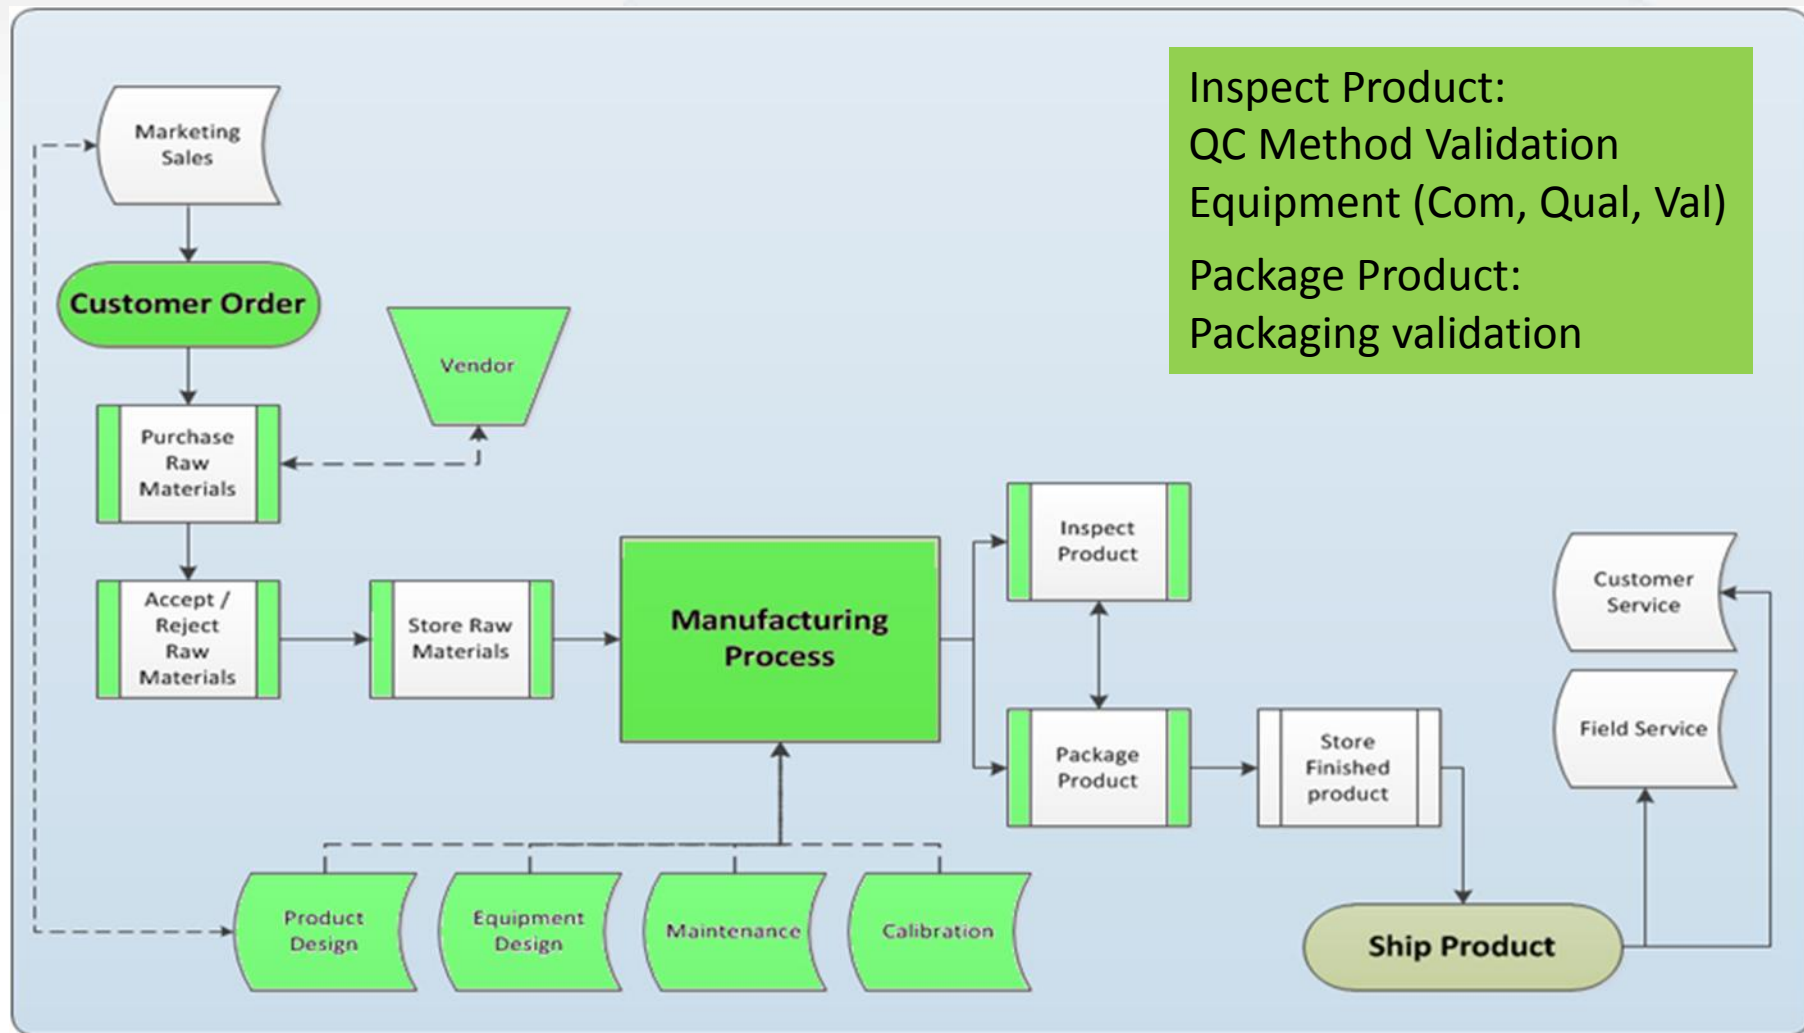 Inspect Product:
QC Method Validation
Equipment (Com, Qual, Val)
Package Product:
Packaging validation
Marketing
Sales
Customer Order
Vendor
Purchase
Raw
Materials
Accept /
Reject
Raw
Materials
Store Raw
Materials
Manufacturing
Process
Inspect
Product
Package
Product
Store
Finished
product
Customer
Service
Field Service
Product
Design
Equipment
Design
Maintenance
Calibration
Ship Product